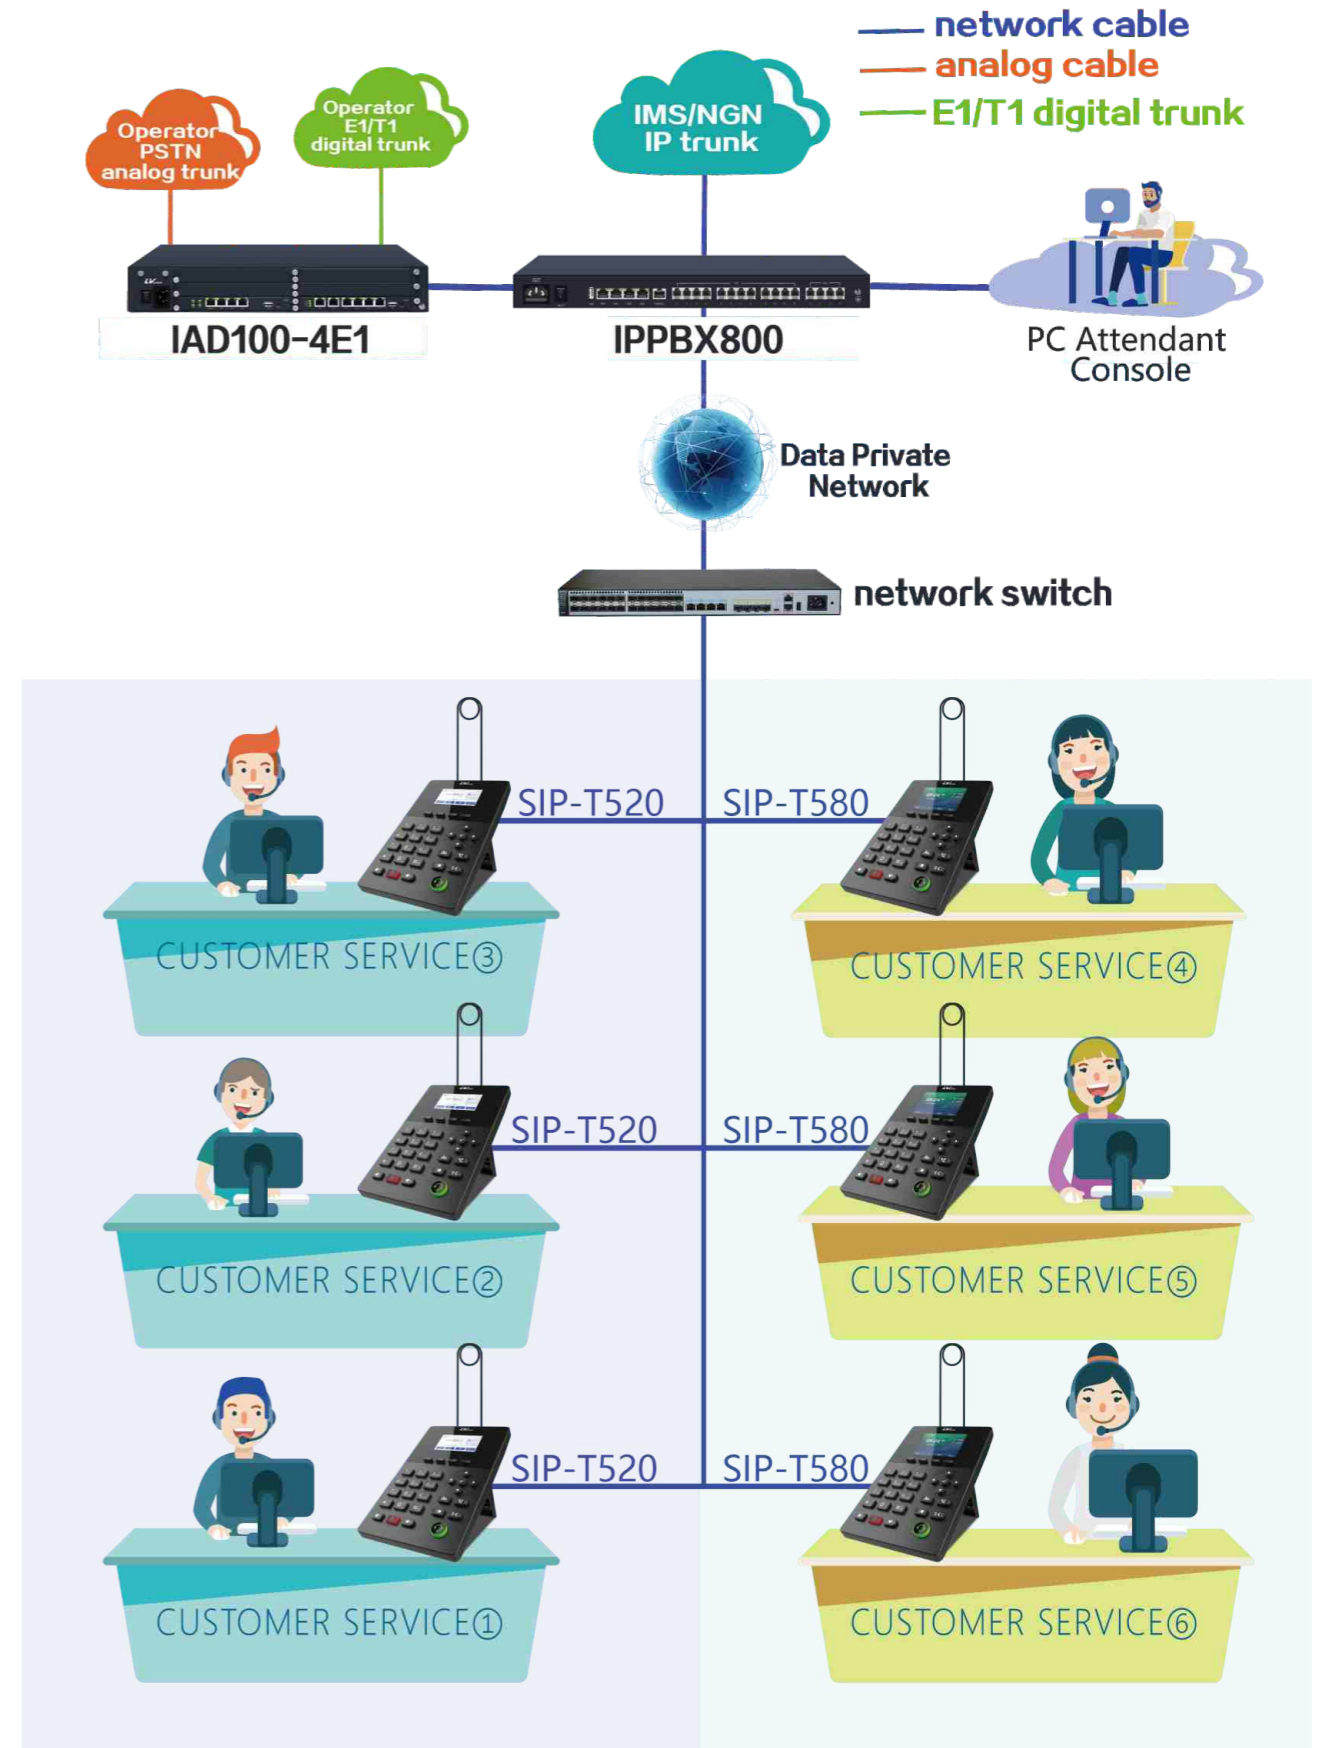 network cable
analog cable
E1/T1 digital trunk
Operator
PSTN
analog trunk
Operator
E1/T1
digital trunk
IMS/NGN
IP trunk
IAD100-4E1
IPPBX800
PC Attendant
Console
Data Private
Network
network switch
SIP-T520
SIP-T580
CUSTOMER SERVICE③
CUSTOMER SERVICE④
SIP-T520
SIP-T580
CUSTOMER SERVICE②
CUSTOMER SERVICE⑤
SIP-T520
SIP-T580
CUSTOMER SERVICE①
CUSTOMER SERVICE⑥